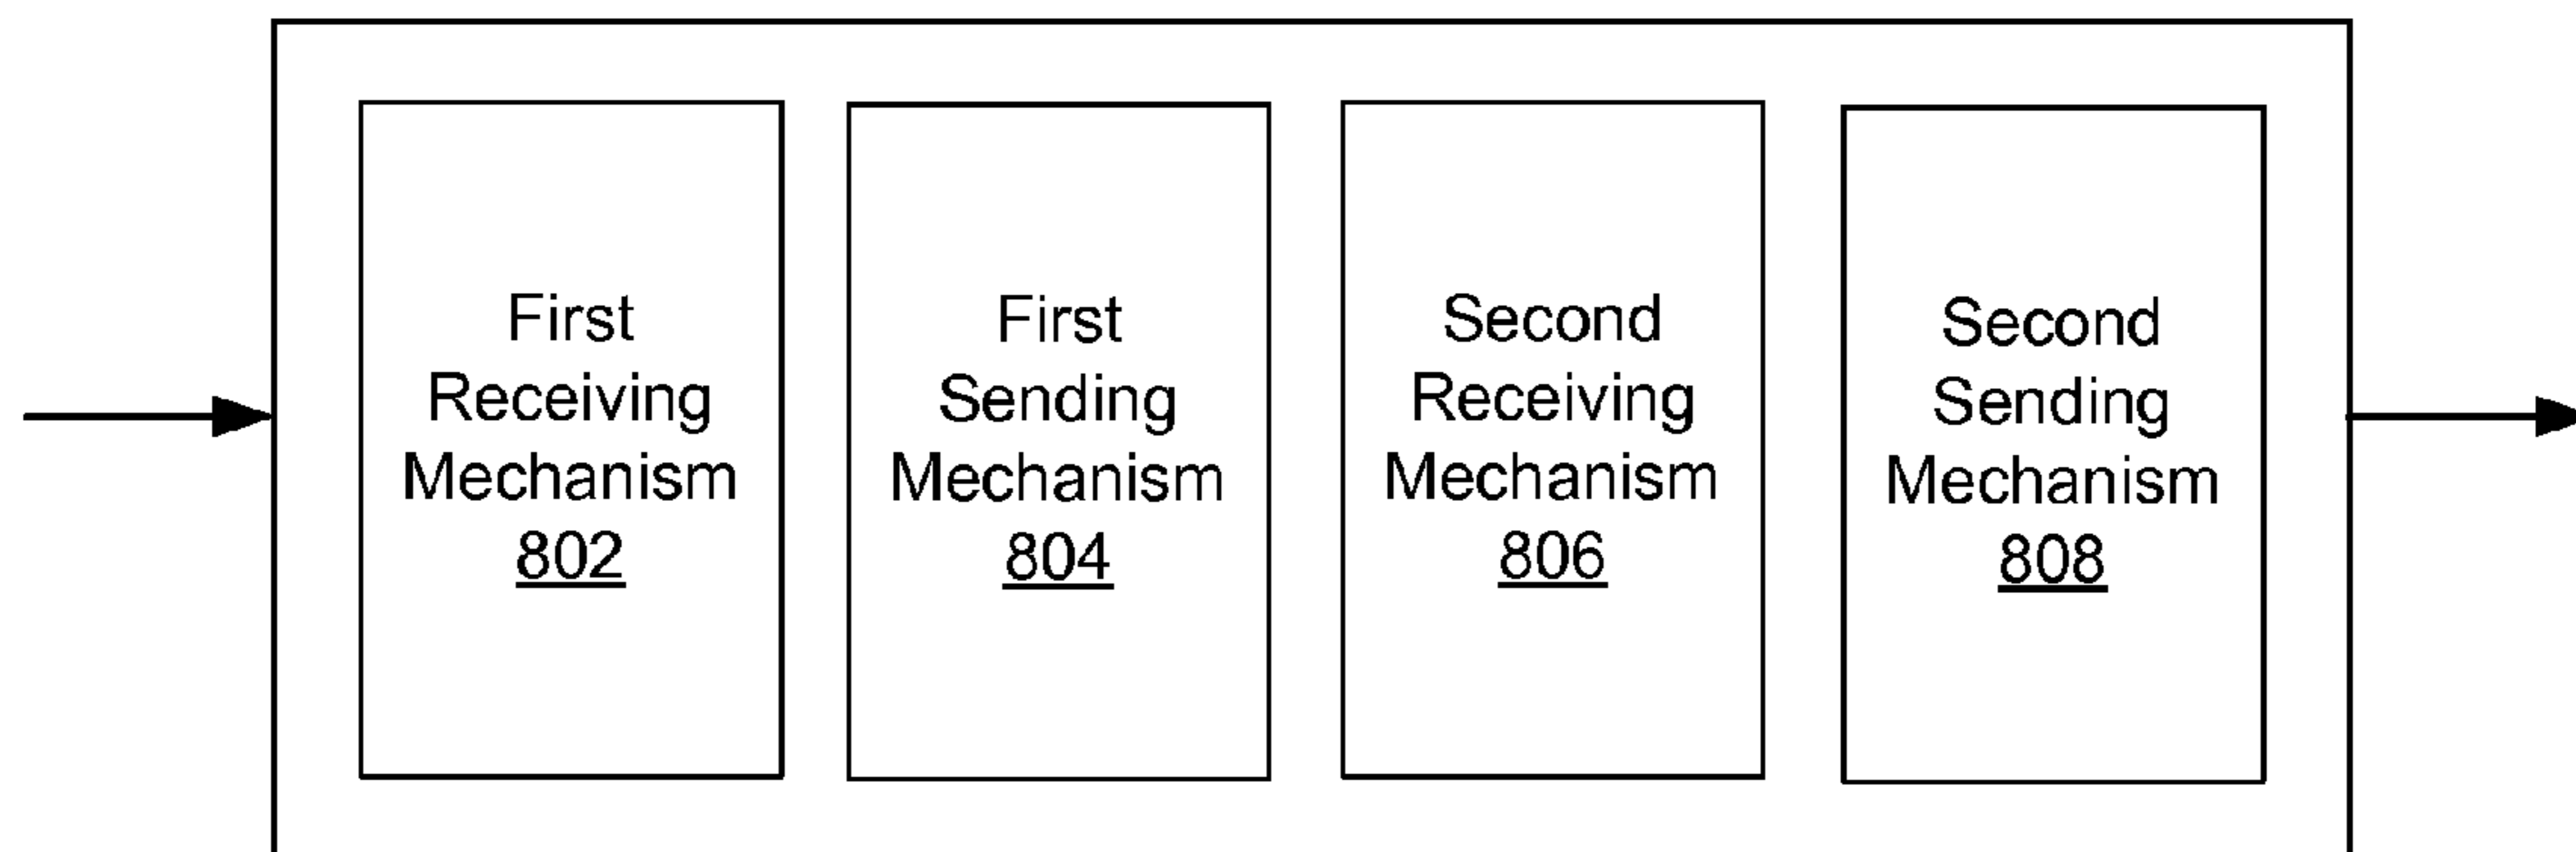 First
Receiving
Mechanism
802
First
Sending
Mechanism
804
Second
Receiving
Mechanism
806
Second
Sending
Mechanism
808